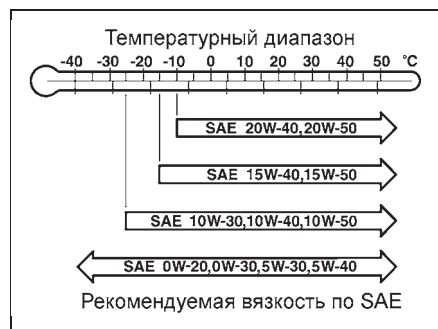 Температурный диапазон
-40 -30 -20 -10 0 10 20 30 40 50 °C
SAE 20W-40,20W-50
SAE 15W-40,15W-50
SAE 10W-30,10W-40,10W-50
SAE 0W-20,0W-30,5W-30,5W-40
Рекомендуемая вязкость по SAE